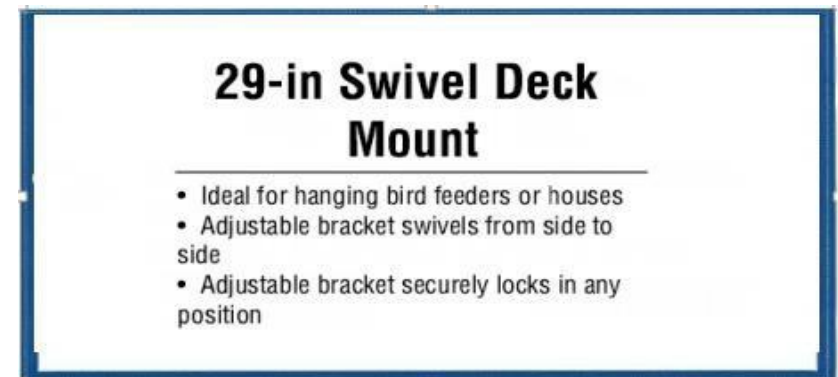 29-in Swivel Deck
Mount
• Ideal for hanging bird feeders or houses
• Adjustable bracket swivels from side to
side
• Adjustable bracket securely locks in any
position